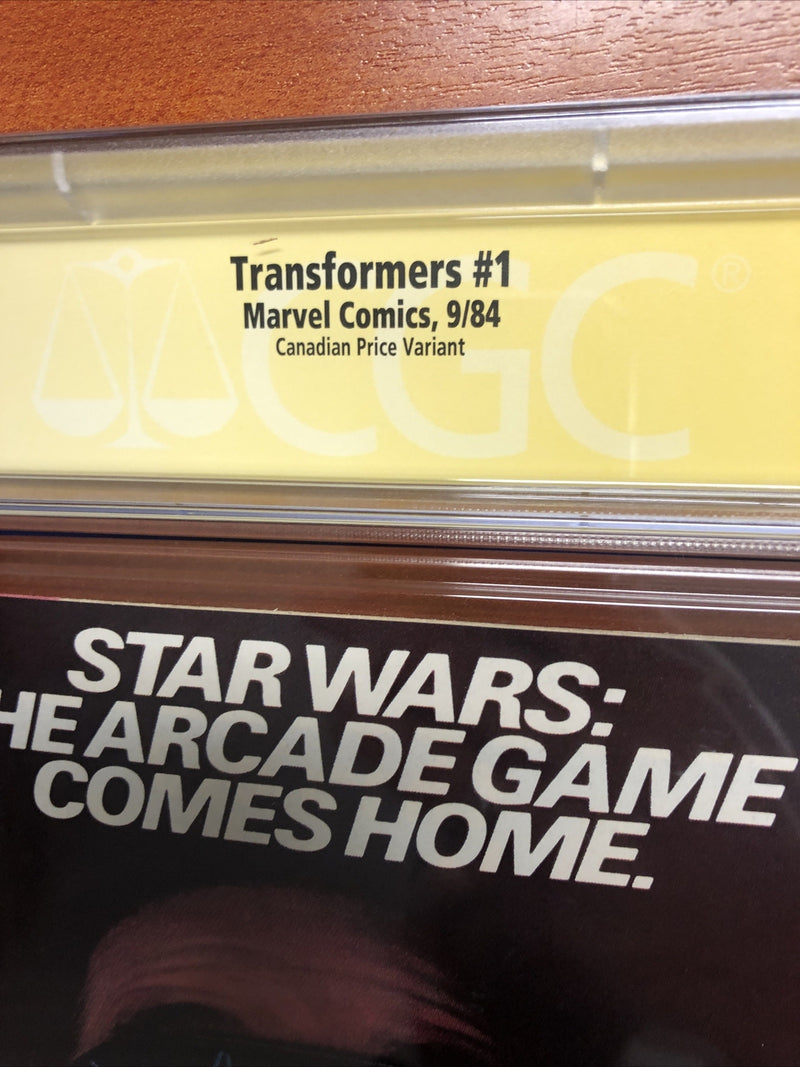 Transformers #1
Marvel Comics, 9/84
Canadian Price Variant
CGC®
STAR WARS:
HE ARCADE GAME
COMES HOME.